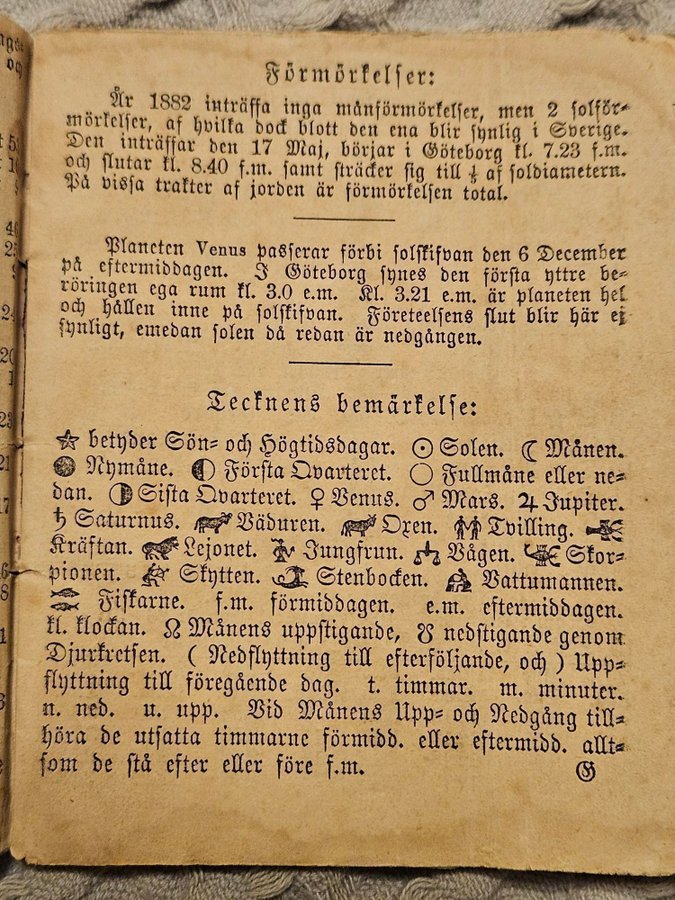 Förmörkelser:
År 1882 inträffa inga månförmörkelser, men 2 solför=
mörkelser, af hvilka dock blott den ena blir synlig i Sverige.
Den inträffar den 17 Maj, börjar i Göteborg kl. 7.23 f.m.
och slutar kl. 8.40 f.m. samt sträcker sig till af soldiametern.
På vissa trakter af jorden är förmörkelsen total.
Planeten Venus passerar förbi solskifvan den 6 December
på eftermiddagen. I Göteborg synes den första yttre be=
röringen ega rum kl. 3.0 e.m. Kl. 3.21 e.m. är planeten hel
och hållen inne på solskifvan. Företeelsens slut blir här ej
synligt, emedan solen då redan är nedgången.
Tecknens bemärkelse:
☆ betyder Sön= och Högtidsdagar. ☉ Solen. ☾ Månen.
Nymåne. Första Qvarteret. Fullmåne eller ne=
dan. Sista Qvarteret. ♀ Venus. ♂ Mars. ♃ Jupiter.
♄ Saturnus. Väduren. Oxen. Tvilling.
Kräftan. Lejonet. Jungfrun. Vågen. Skor=
pionen. Skytten. Stenbocken. Vattumannen.
Fiskarne. f.m. förmiddagen. e.m. eftermiddagen.
kl. klockan. ☊ Månens uppstigande, ☋ nedstigande genom
Djurkretsen. ( Nedflyttning till efterföljande, och ) Upp=
flyttning till föregående dag. t. timmar. m. minuter.
n. ned. u. upp. Vid Månens Upp= och Nedgång till=
höra de utsatta timmarne förmidd. eller eftermidd. allt=
som de stå efter eller före f.m.